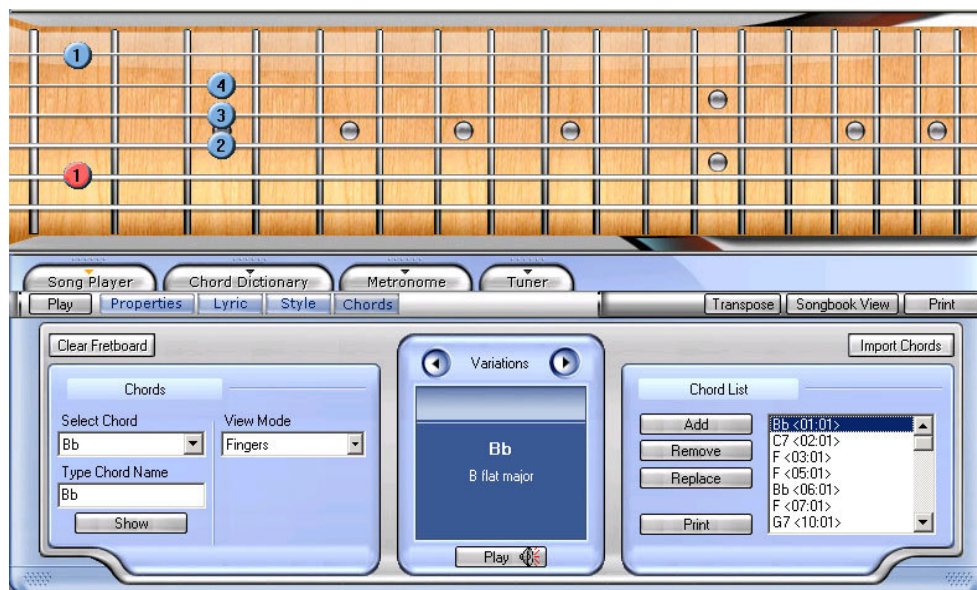 1
4
3
2
1
Song Player
Chord Dictionary
Metronome
Tuner
Play
Properties
Lyric
Style
Chords
Transpose
Songbook View
Print
Clear Fretboard
Import Chords
Chords
Select Chord
Bb
Type Chord Name
Bb
Show
View Mode
Fingers
Variations
Bb
B flat major
Play
Chord List
Add
Remove
Replace
Print
Bb <01:01>
C7 <02:01>
F <03:01>
F <05:01>
Bb <06:01>
F <07:01>
G7 <10:01>